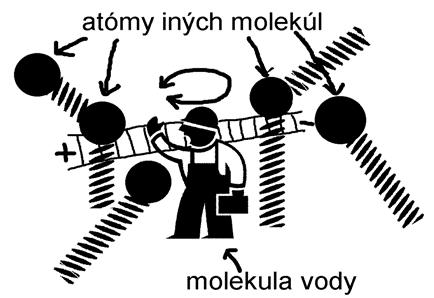 atómy iných molekúl
+
-
molekula vody